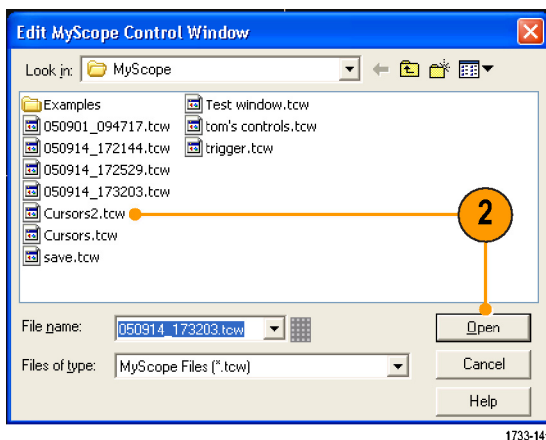 Edit MyScope Control Window
Look in: MyScope
Examples
050901_094717.tcw
050914_172144.tcw
050914_172529.tcw
050914_173203.tcw
Cursors2.tcw
Cursors.tcw
save.tcw
Test window.tcw
tom's controls.tcw
trigger.tcw
2
File name: 050914_173203.tcw Open
Files of type: MyScope Files (*.tcw) Cancel
Help